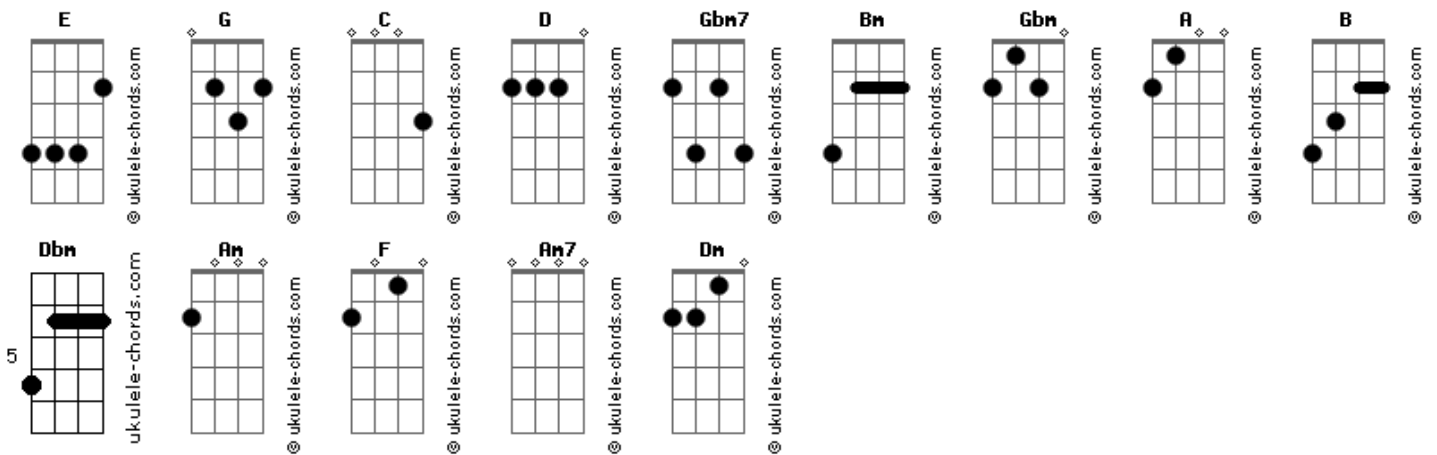 E G C D Gbm7 Bm Gbm A B
© ukulele-chords.com © ukulele-chords.com © ukulele-chords.com © ukulele-chords.com © ukulele-chords.com © ukulele-chords.com © ukulele-chords.com © ukulele-chords.com © ukulele-chords.com
Dbm Am F Am7 Dm
5
ukulele-chords.com © ukulele-chords.com © ukulele-chords.com © ukulele-chords.com © ukulele-chords.com